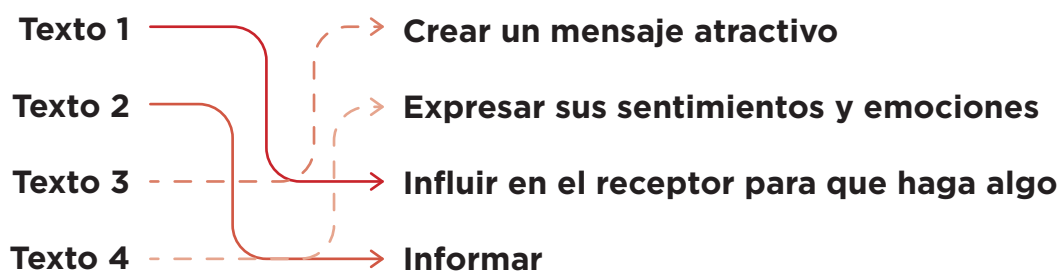 Texto 1 Crear un mensaje atractivo
Texto 2 Expresar sus sentimientos y emociones
Texto 3 Influir en el receptor para que haga algo
Texto 4 Informar